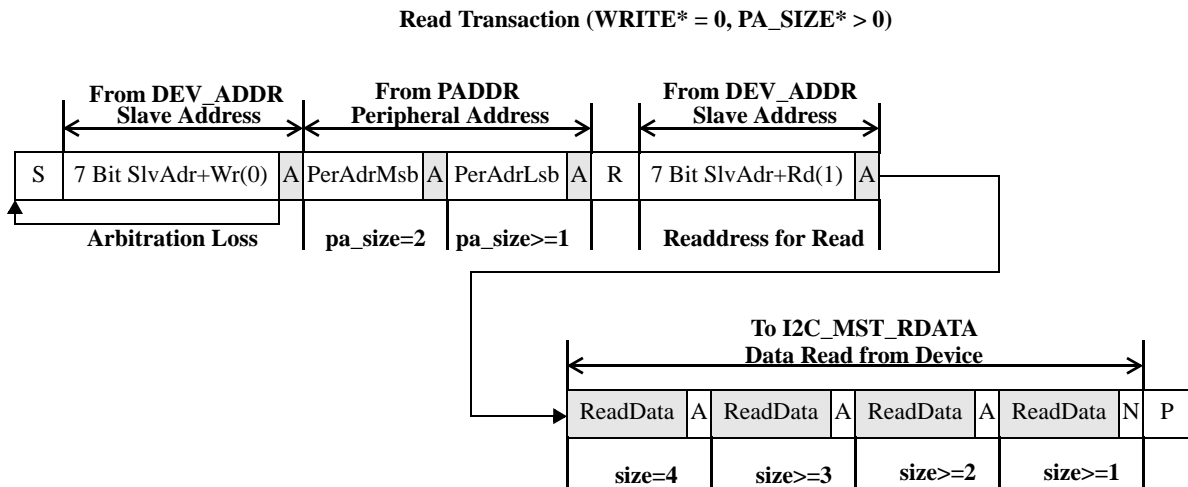 Read Transaction (WRITE* = 0, PA_SIZE* > 0)
From DEV_ADDR
Slave Address
From PADDR
Peripheral Address
From DEV_ADDR
Slave Address
S 7 Bit SlvAdr+Wr(0) A PerAdrMsb A PerAdrLsb A R 7 Bit SlvAdr+Rd(1) A
Arbitration Loss pa_size=2 pa_size>=1 Readdress for Read
To I2C_MST_RDATA
Data Read from Device
ReadData A ReadData A ReadData A ReadData N P
size=4 size>=3 size>=2 size>=1